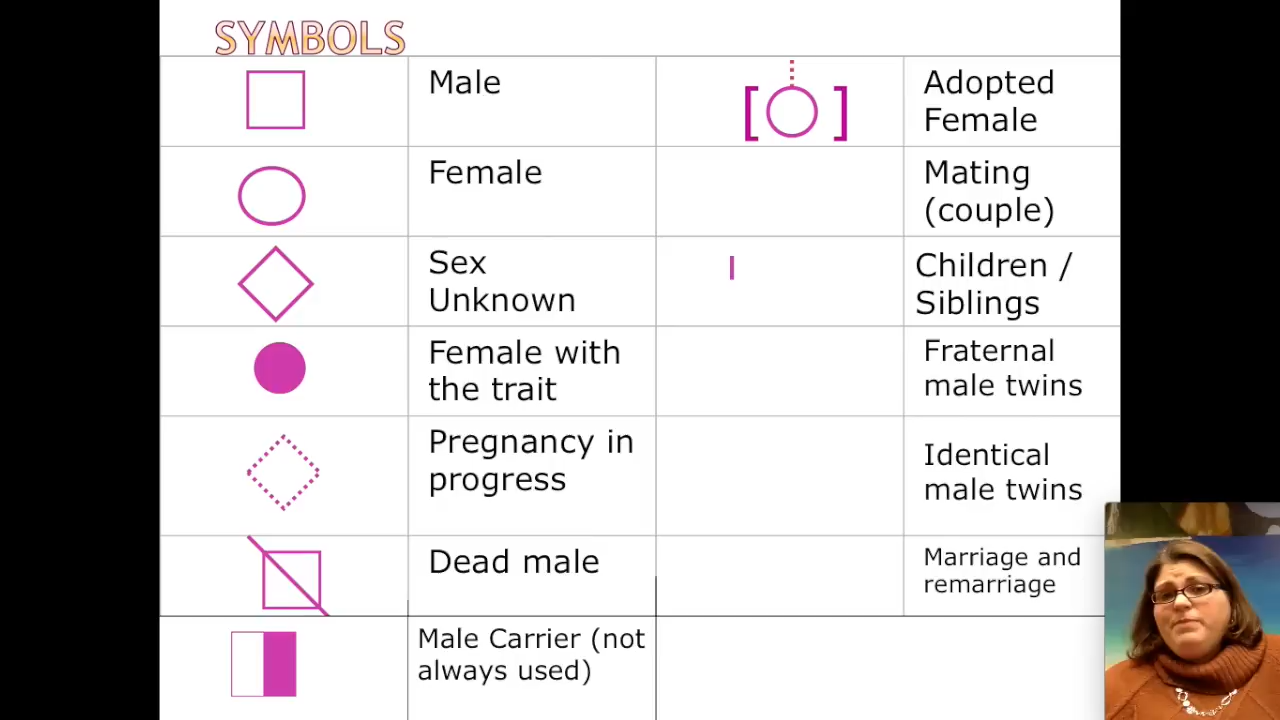 SYMBOLS
Male
Adopted
Female
Female
Mating
(couple)
Sex
Unknown
Children /
Siblings
Female with
the trait
Fraternal
male twins
Pregnancy in
progress
Identical
male twins
Dead male
Marriage and
remarriage
Male Carrier (not
always used)